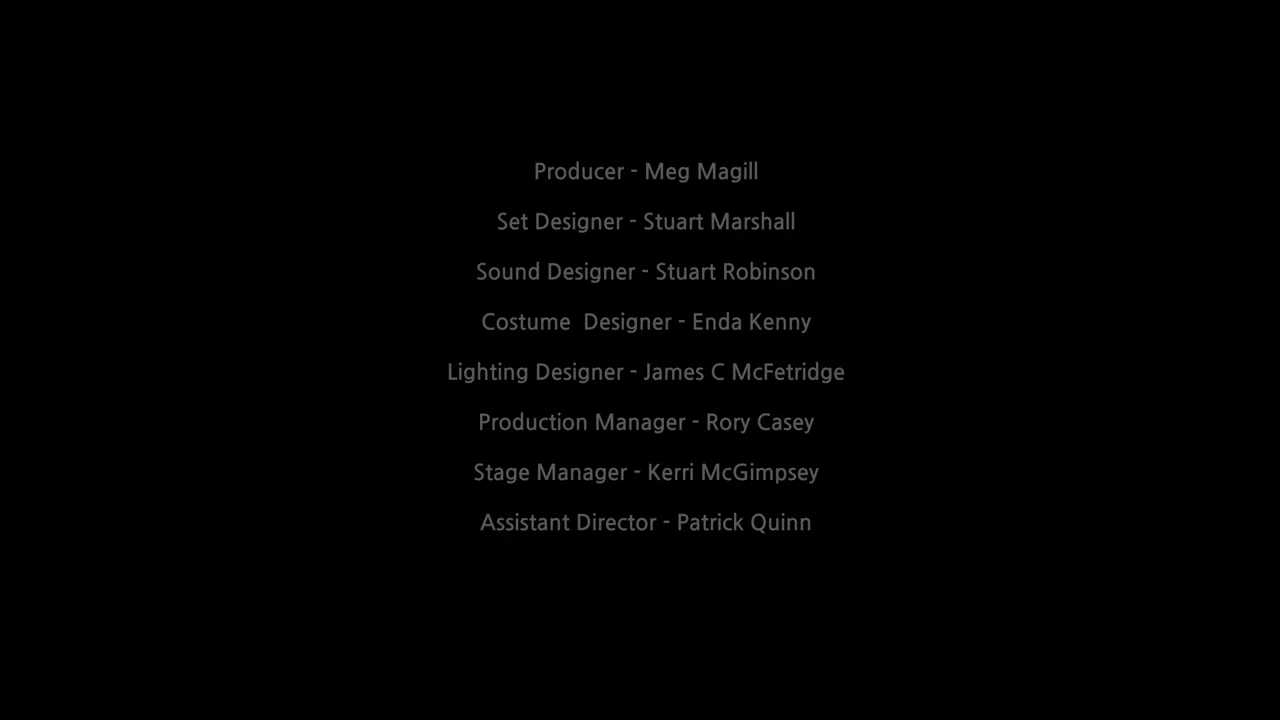 Producer - Meg Magill
Set Designer - Stuart Marshall
Sound Designer - Stuart Robinson
Costume  Designer - Enda Kenny
Lighting Designer - James C McFetridge
Production Manager - Rory Casey
Stage Manager - Kerri McGimpsey
Assistant Director - Patrick Quinn